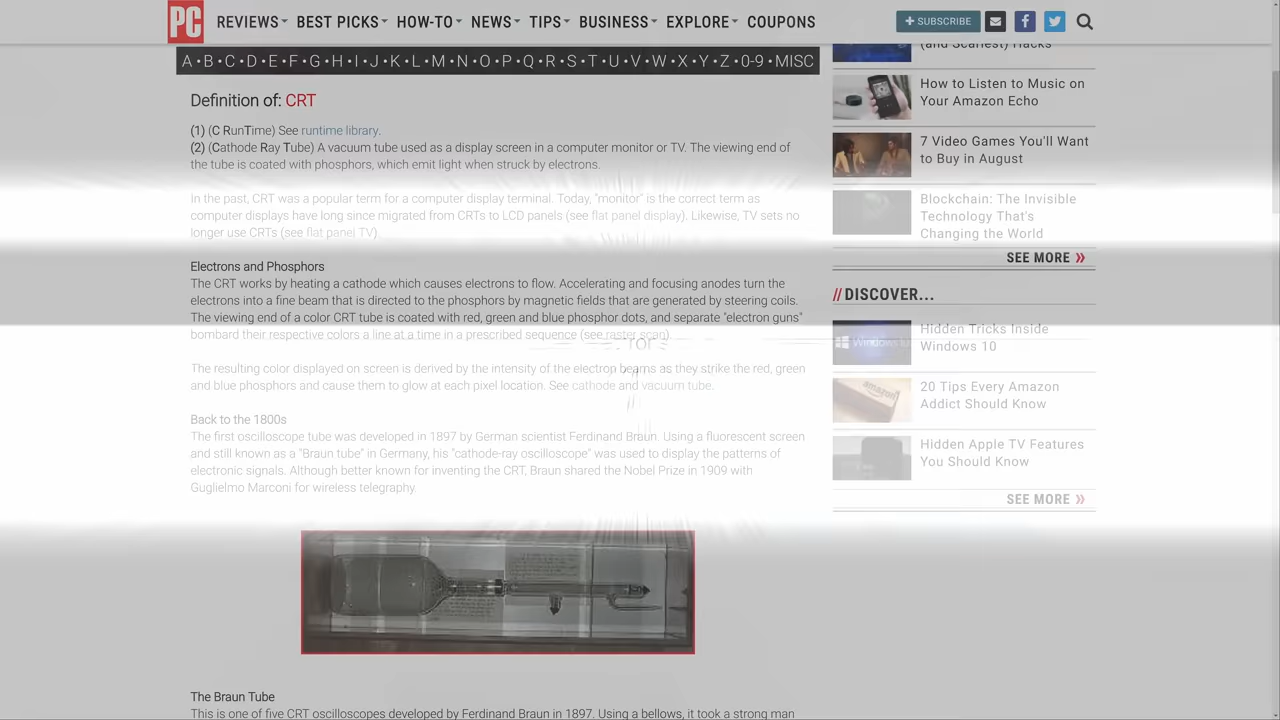 PC
REVIEWS BEST PICKS HOW-TO NEWS TIPS BUSINESS EXPLORE COUPONS
+ SUBSCRIBE
A • B • C • D • E • F • G • H • I • J • K • L • M • N • O • P • Q • R • S • T • U • V • W • X • Y • Z • 0-9 • MISC
Definition of: CRT
(1) (C RunTime) See runtime library.
(2) (Cathode Ray Tube) A vacuum tube used as a display screen in a computer monitor or TV. The viewing end of
the tube is coated with phosphors, which emit light when struck by electrons.
In the past, CRT was a popular term for a computer display terminal. Today, "monitor" is the correct term as
computer displays have long since migrated from CRTs to LCD panels (see flat panel display). Likewise, TV sets no
longer use CRTs (see flat panel TV).
Electrons and Phosphors
The CRT works by heating a cathode which causes electrons to flow. Accelerating and focusing anodes turn the
electrons into a fine beam that is directed to the phosphors by magnetic fields that are generated by steering coils.
The viewing end of a color CRT tube is coated with red, green and blue phosphor dots, and separate "electron guns"
bombard their respective colors a line at a time in a prescribed sequence (see raster scan).
The resulting color displayed on screen is derived by the intensity of the electron beams as they strike the red, green
and blue phosphors and cause them to glow at each pixel location. See cathode and vacuum tube.
Back to the 1800s
The first oscilloscope tube was developed in 1897 by German scientist Ferdinand Braun. Using a fluorescent screen
and still known as a "Braun tube" in Germany, his "cathode-ray oscilloscope" was used to display the patterns of
electronic signals. Although better known for inventing the CRT, Braun shared the Nobel Prize in 1909 with
Guglielmo Marconi for wireless telegraphy.
The Braun Tube
This is one of five CRT oscilloscopes developed by Ferdinand Braun in 1897. Using a bellows, it took a strong man
(and Scariest) Hacks
How to Listen to Music on
Your Amazon Echo
7 Video Games You'll Want
to Buy in August
Blockchain: The Invisible
Technology That's
Changing the World
SEE MORE »
// DISCOVER...
Hidden Tricks Inside
Windows 10
20 Tips Every Amazon
Addict Should Know
amazon
Hidden Apple TV Features
You Should Know
SEE MORE »